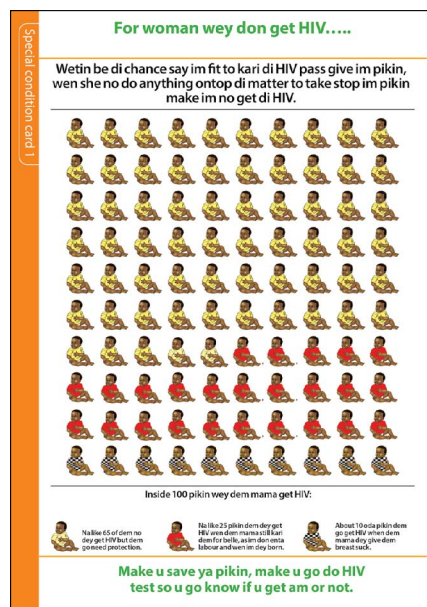 Special condition card 1
For woman wey don get HIV.....
Wetin be di chance say im fit to kari di HIV pass give im pikin,
wen she no do anything ontop di matter to take stop im pikin
make im no get di HIV.
Inside 100 pikin wey dem mama get HIV:
Na like 65 of dem no
dey get HIV but dem
go need protection.
Na like 25 pikin dem dey get
HIV wen dem mama still kari
dem for belle, as im don enta
labour and wen im dey born.
About 10 oda pikin dem
go get HIV when dem
mama dey give dem
breast suck.
Make u save ya pikin, make u go do HIV
test so u go know if u get am or not.